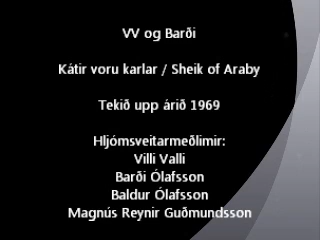 VV og Barði
Kátir voru karlar / Sheik of Araby
Tekið upp árið 1969
Hljómsveitarmeðlimir:
Villi Valli
Barði Ólafsson
Baldur Ólafsson
Magnús Reynir Guðmundsson